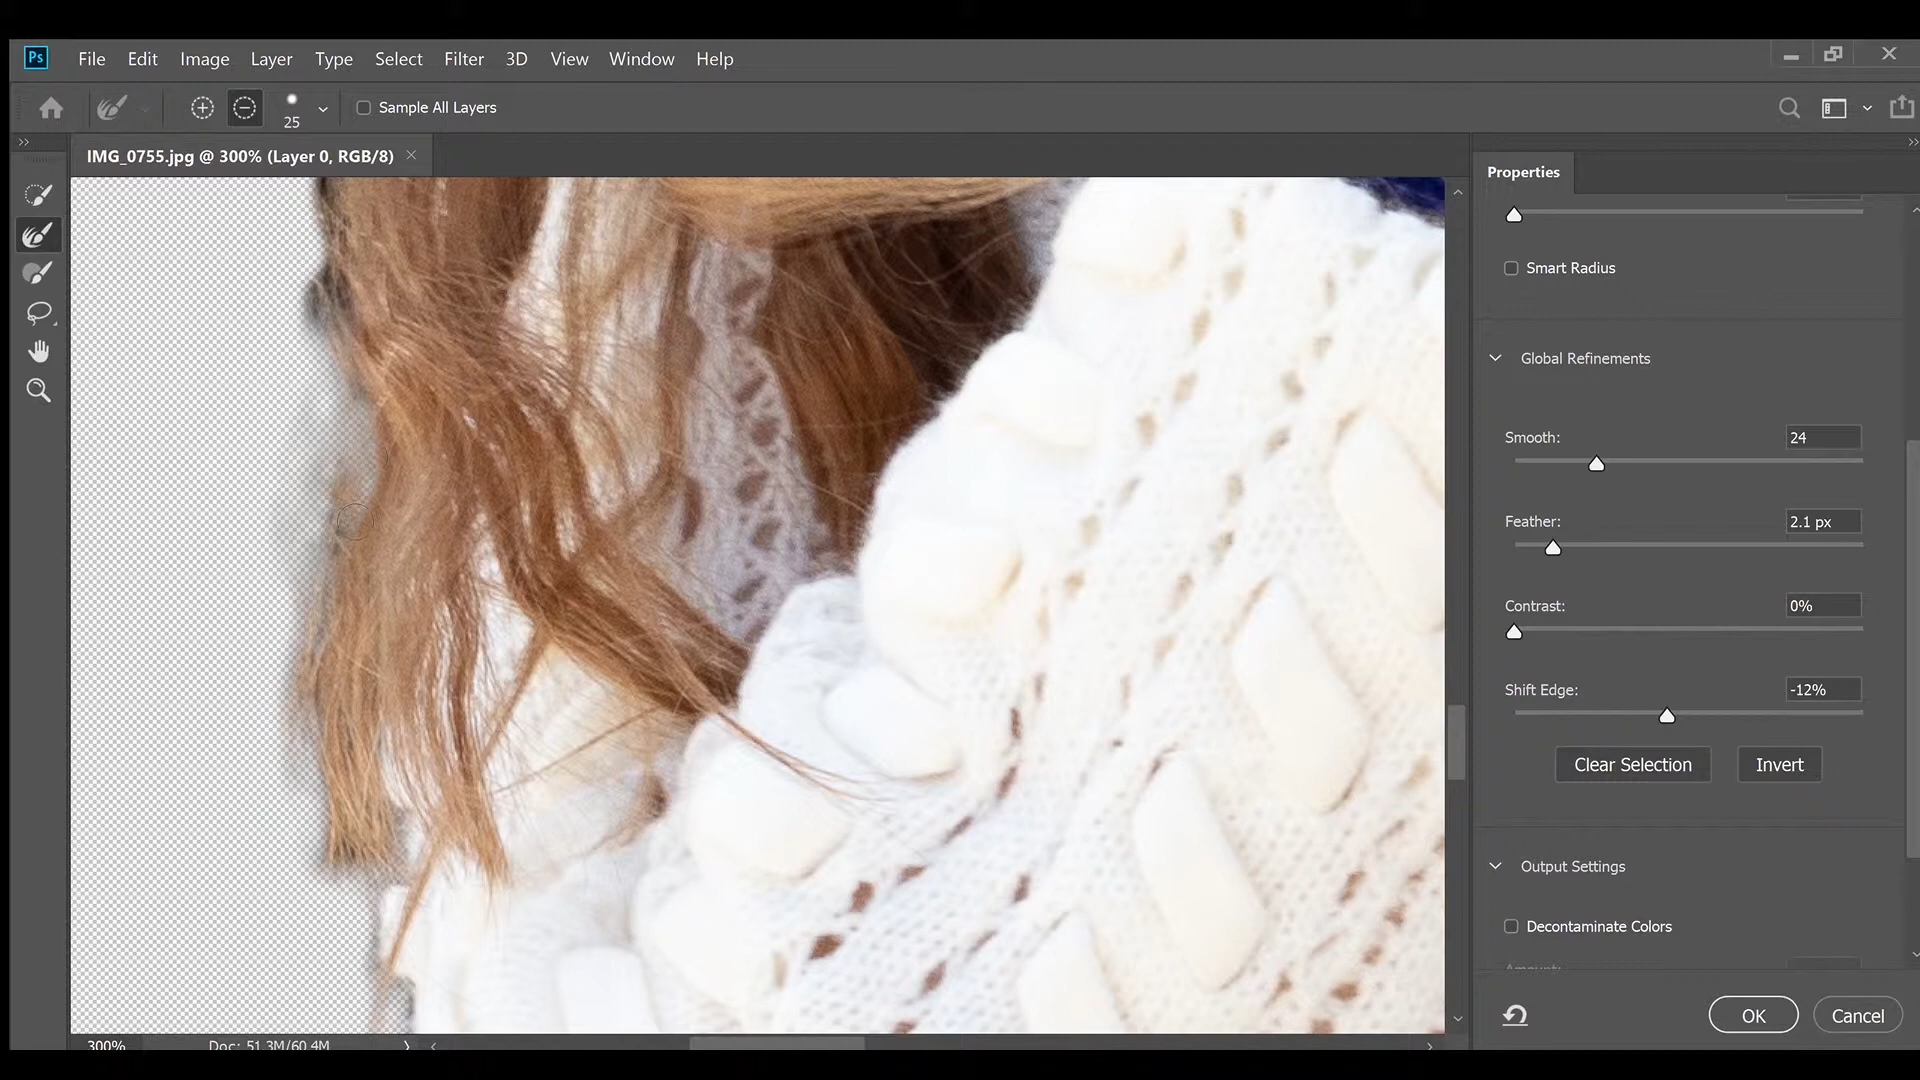 Ps File Edit Image Layer Type Select Filter 3D View Window Help
25 Sample All Layers
IMG_0755.jpg @ 300% (Layer 0, RGB/8)
Properties
Smart Radius
Global Refinements
Smooth: 24
Feather: 2.1 px
Contrast: 0%
Shift Edge: -12%
Clear Selection Invert
Output Settings
Decontaminate Colors
Amount:
OK Cancel
300% Doc: 51.3M/60.4M